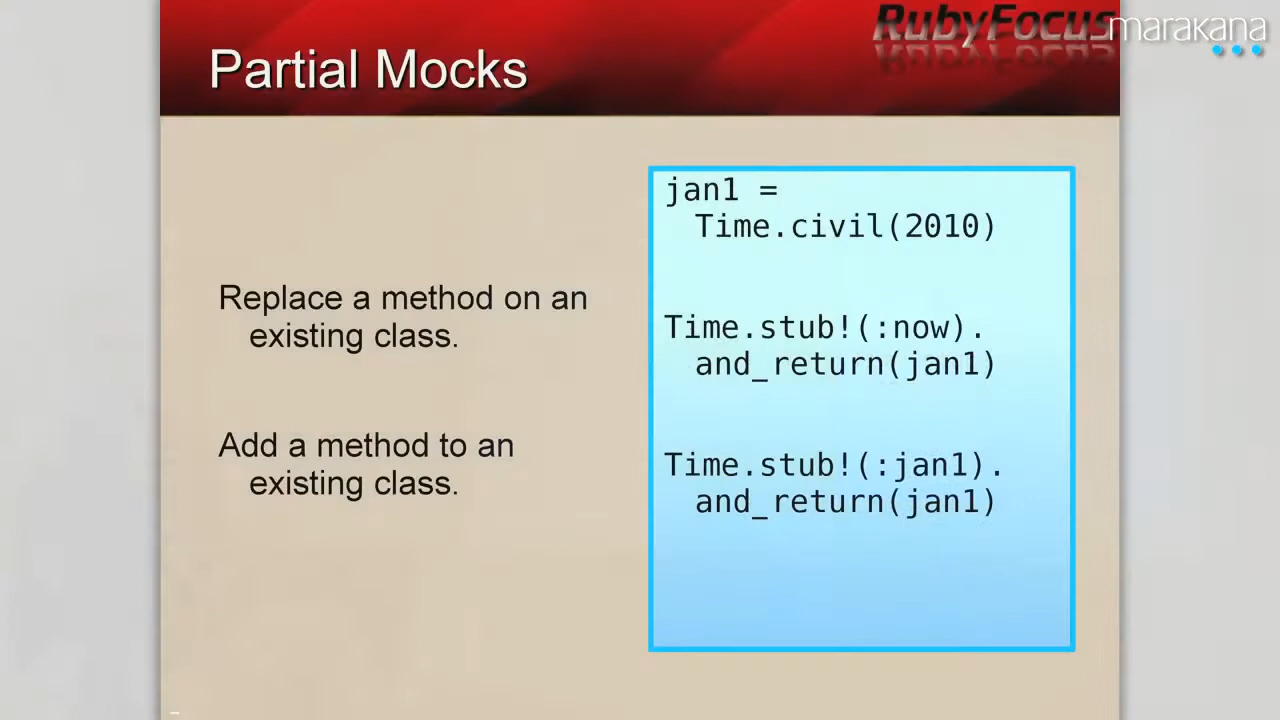 RubyFocus
marakana
Partial Mocks
Replace a method on an
existing class.
Add a method to an
existing class.
jan1 =
Time.civil(2010)
Time.stub!(:now).
and_return(jan1)
Time.stub!(:jan1).
and_return(jan1)